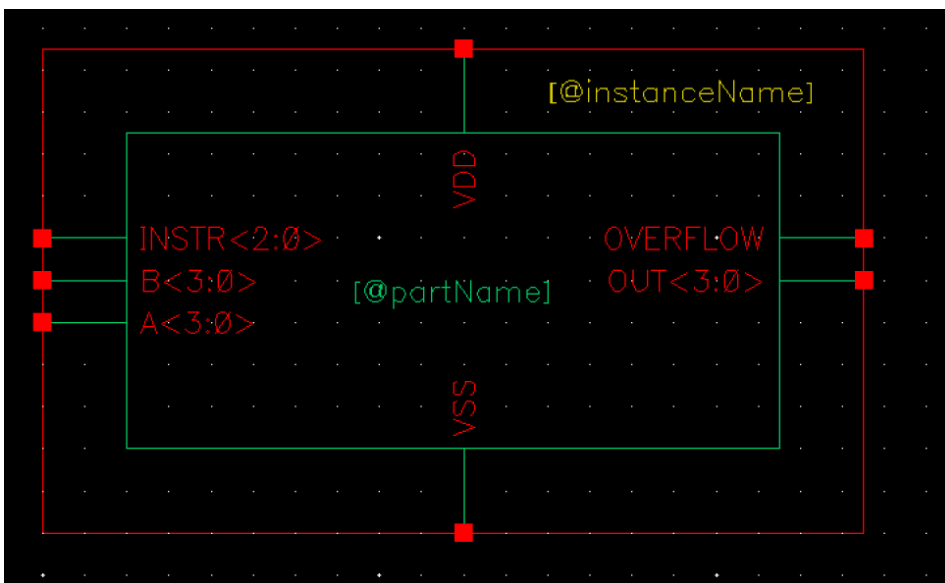 [@instanceName]
VDD
INSTR<2:0>
OVERFLOW
B<3:0>
[@partName]
OUT<3:0>
A<3:0>
VSS